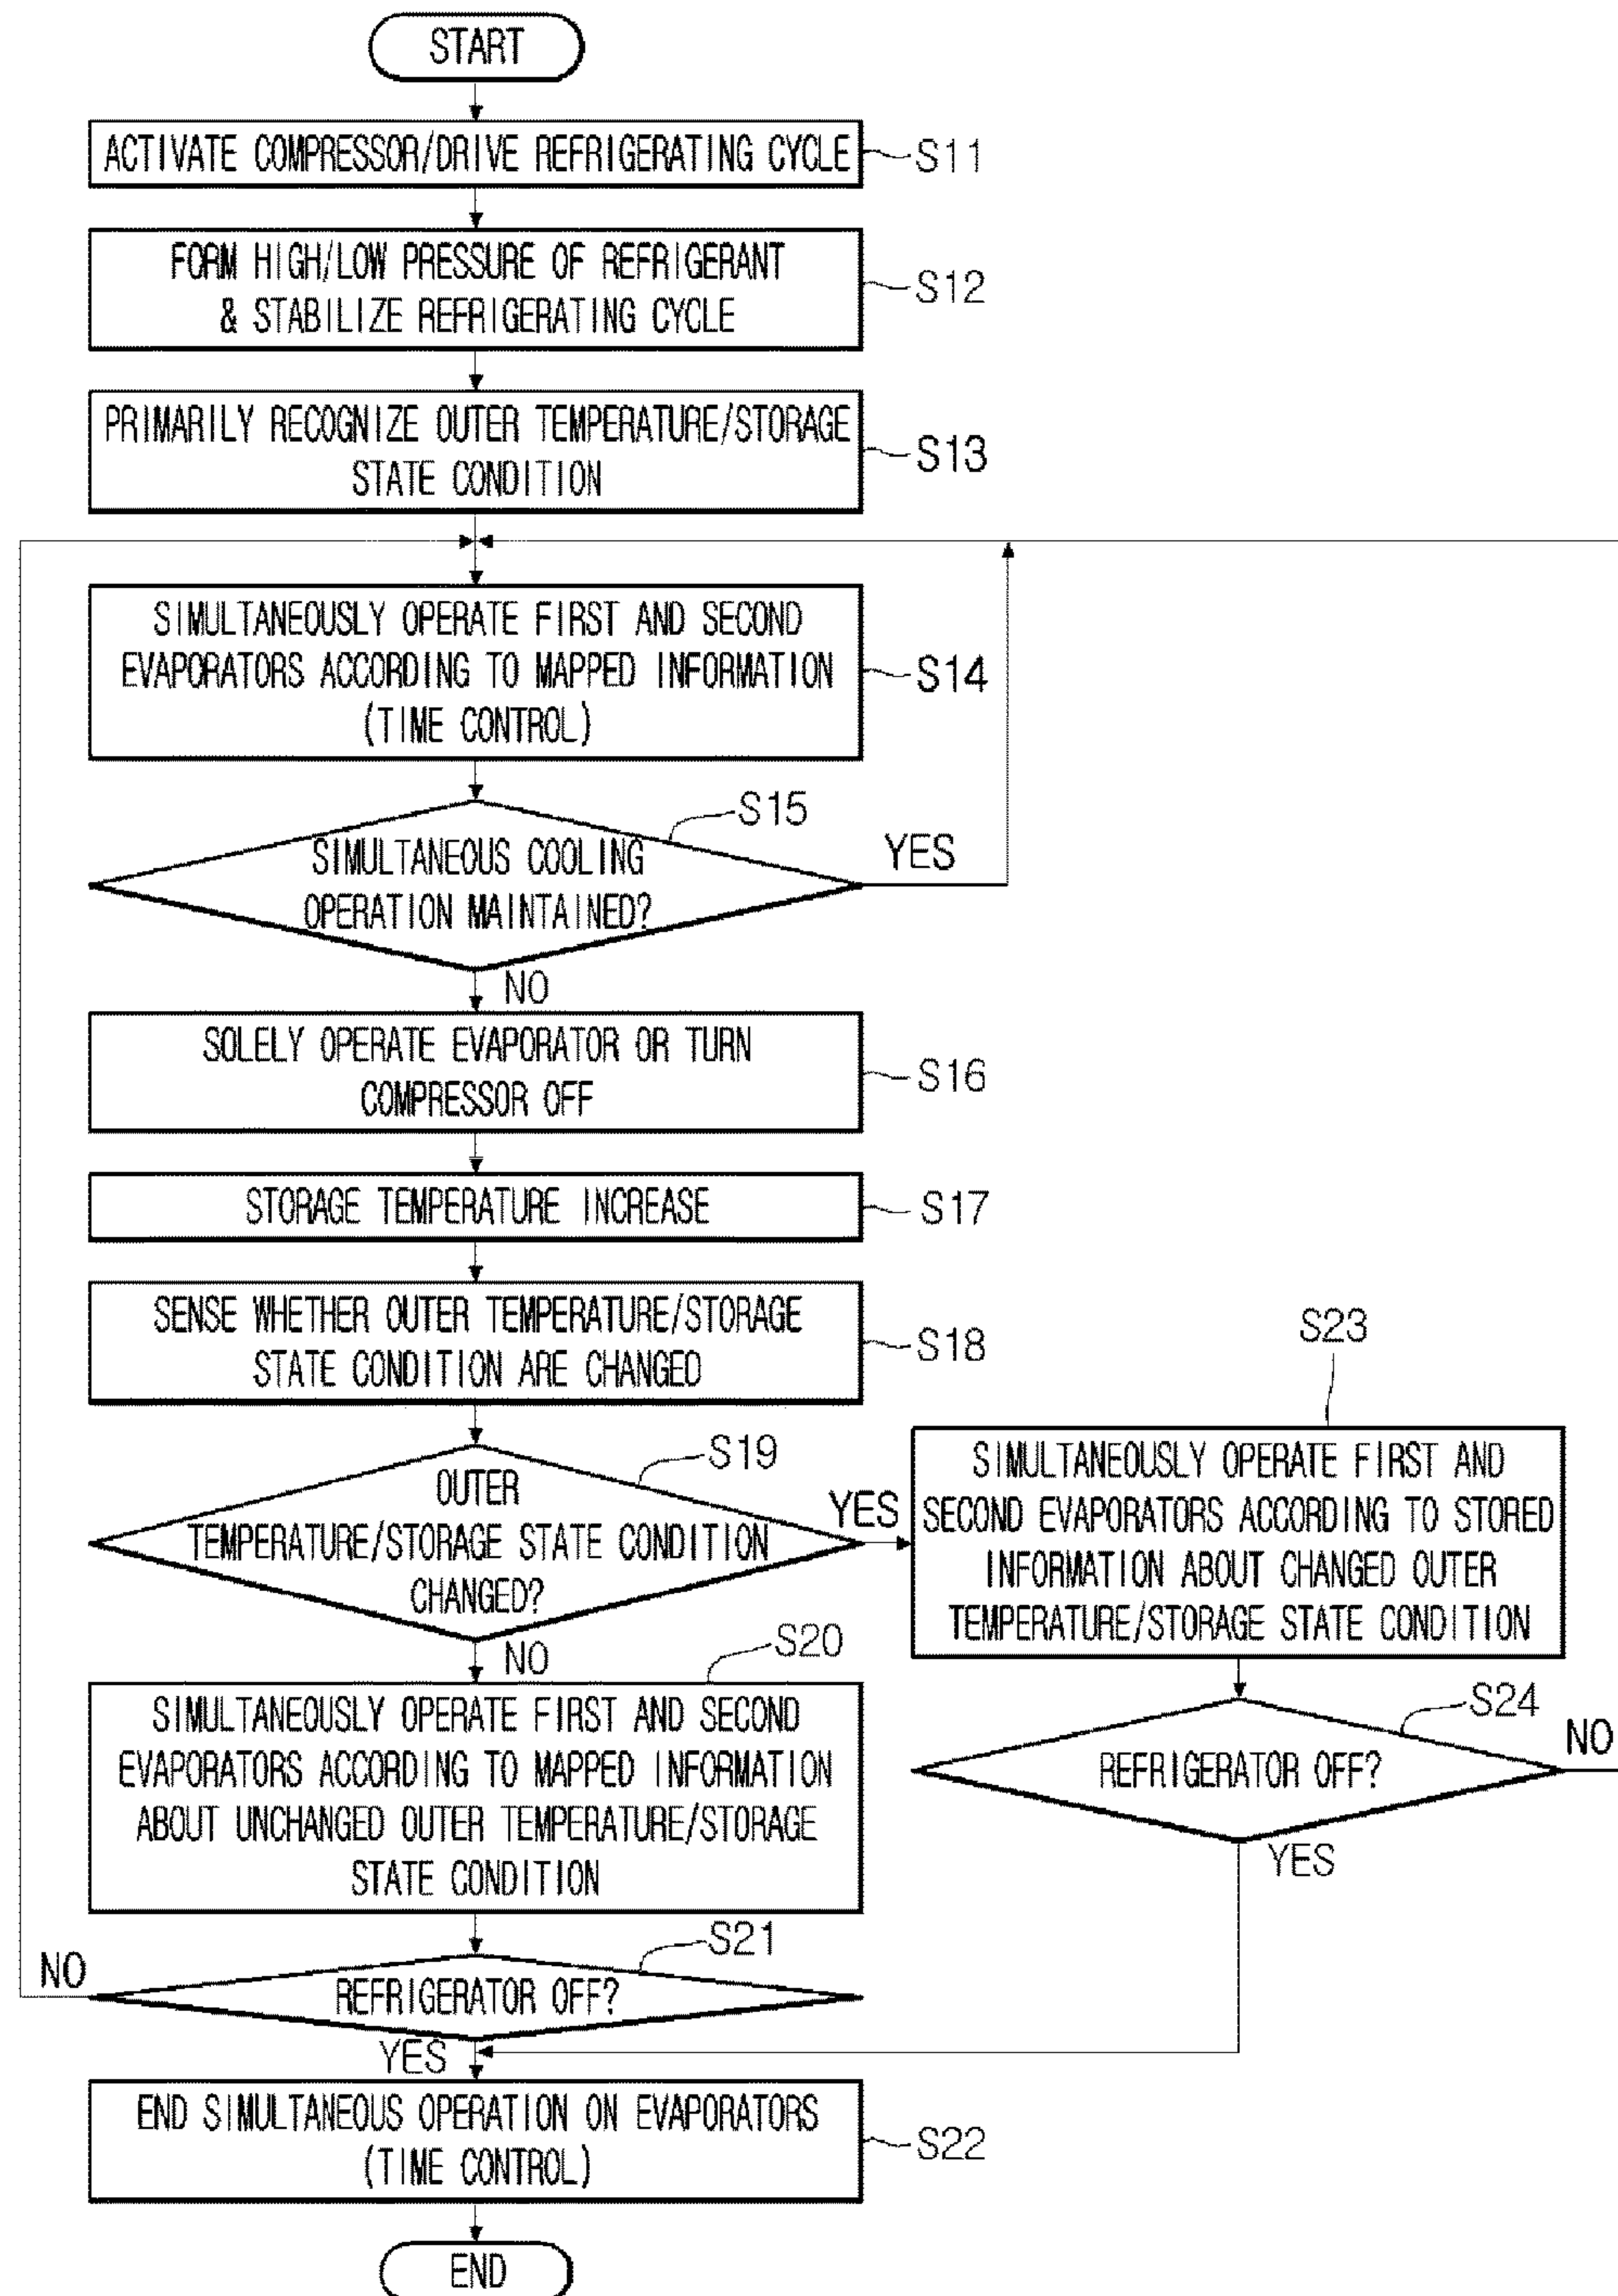 START
ACTIVATE COMPRESSOR/DRIVE REFRIGERATING CYCLE
S11
FORM HIGH/LOW PRESSURE OF REFRIGERANT
& STABILIZE REFRIGERATING CYCLE
S12
PRIMARILY RECOGNIZE OUTER TEMPERATURE/STORAGE
STATE CONDITION
S13
SIMULTANEOUSLY OPERATE FIRST AND SECOND
EVAPORATORS ACCORDING TO MAPPED INFORMATION
(TIME CONTROL)
S14
S15
SIMULTANEOUS COOLING
OPERATION MAINTAINED?
YES
NO
SOLELY OPERATE EVAPORATOR OR TURN
COMPRESSOR OFF
S16
STORAGE TEMPERATURE INCREASE
S17
SENSE WHETHER OUTER TEMPERATURE/STORAGE
STATE CONDITION ARE CHANGED
S18
S19
OUTER
TEMPERATURE/STORAGE STATE CONDITION
CHANGED?
YES
NO
S23
SIMULTANEOUSLY OPERATE FIRST AND
SECOND EVAPORATORS ACCORDING TO STORED
INFORMATION ABOUT CHANGED OUTER
TEMPERATURE/STORAGE STATE CONDITION
S20
SIMULTANEOUSLY OPERATE FIRST AND SECOND
EVAPORATORS ACCORDING TO MAPPED INFORMATION
ABOUT UNCHANGED OUTER TEMPERATURE/STORAGE
STATE CONDITION
S24
REFRIGERATOR OFF?
NO
YES
S21
REFRIGERATOR OFF?
NO
YES
END SIMULTANEOUS OPERATION ON EVAPORATORS
(TIME CONTROL)
S22
END